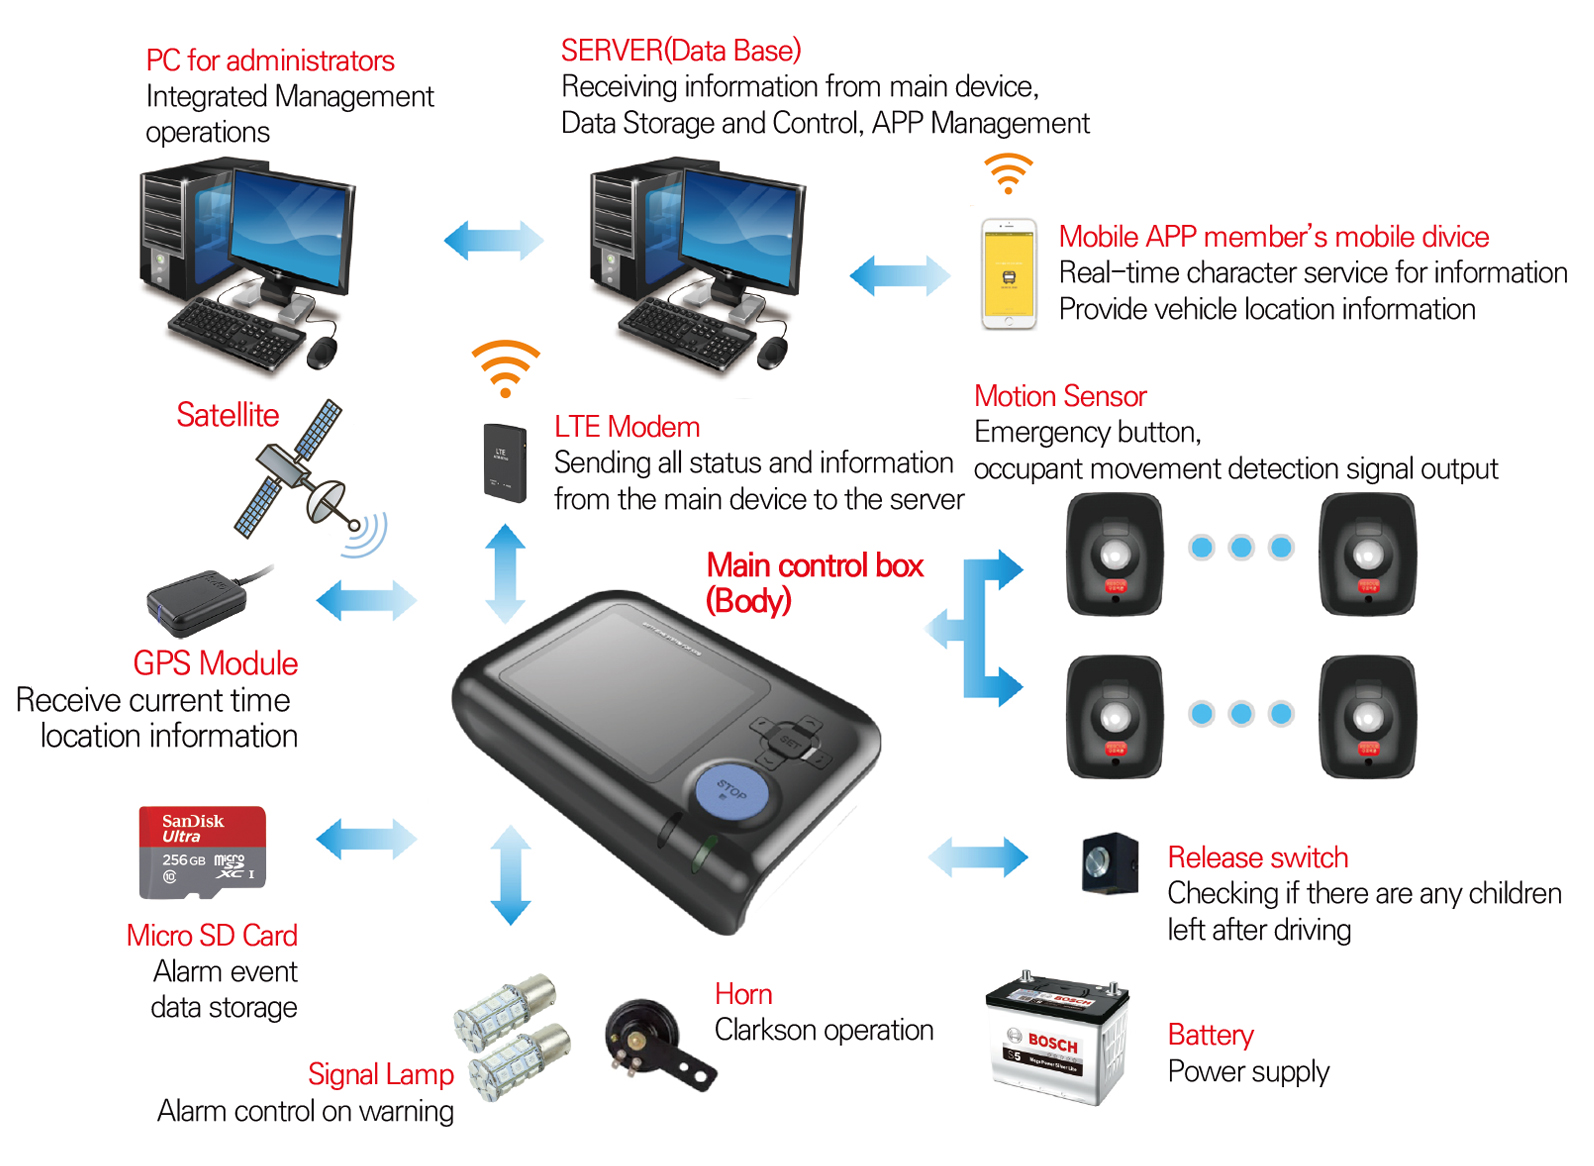 PC for administrators
Integrated Management
operations
SERVER(Data Base)
Receiving information from main device,
Data Storage and Control, APP Management
Mobile APP member's mobile divice
Real-time character service for information
Provide vehicle location information
Satellite
LTE
LTE Modem
Sending all status and information
from the main device to the server
Motion Sensor
Emergency button,
occupant movement detection signal output
Main control box
(Body)
GPS Module
Receive current time
location information
SET
STOP
SanDisk
Ultra
256GB micro SD XC I
10
Micro SD Card
Alarm event
data storage
Release switch
Checking if there are any children
left after driving
Horn
Clarkson operation
Signal Lamp
Alarm control on warning
BOSCH
BOSCH
S5
Battery
Power supply